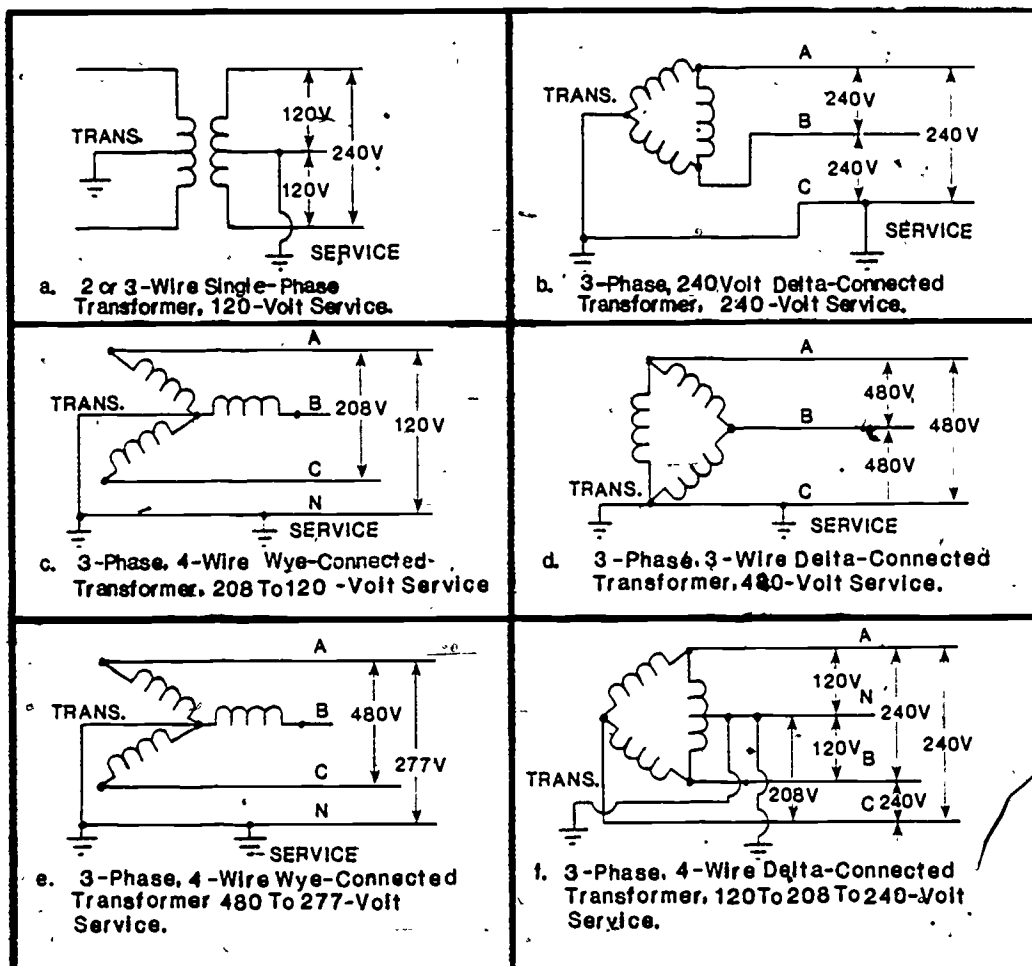 TRANS.
120V
240V
120V
SERVICE
a. 2 or 3-Wire Single-Phase
Transformer, 120-Volt Service.
A
TRANS.
240V
B
240V
240V
C
SERVICE
b. 3-Phase, 240 Volt Delta-Connected
Transformer, 240-Volt Service.
A
TRANS.
B
208V
120V
C
N
SERVICE
c. 3-Phase, 4-Wire Wye-Connected-
Transformer, 208 To 120 -Volt Service
A
480V
B
480V
480V
TRANS.
C
SERVICE
d. 3-Phase, 3-Wire Delta-Connected
Transformer, 480-Volt Service.
A
TRANS.
B
480V
277V
C
N
SERVICE
e. 3-Phase, 4-Wire Wye-Connected
Transformer 480 To 277-Volt
Service.
A
120V
N
240V
240V
120V
B
TRANS.
208V
C 240V
f. 3-Phase, 4-Wire Delta-Connected
Transformer, 120 To 208 To 240-Volt
Service.